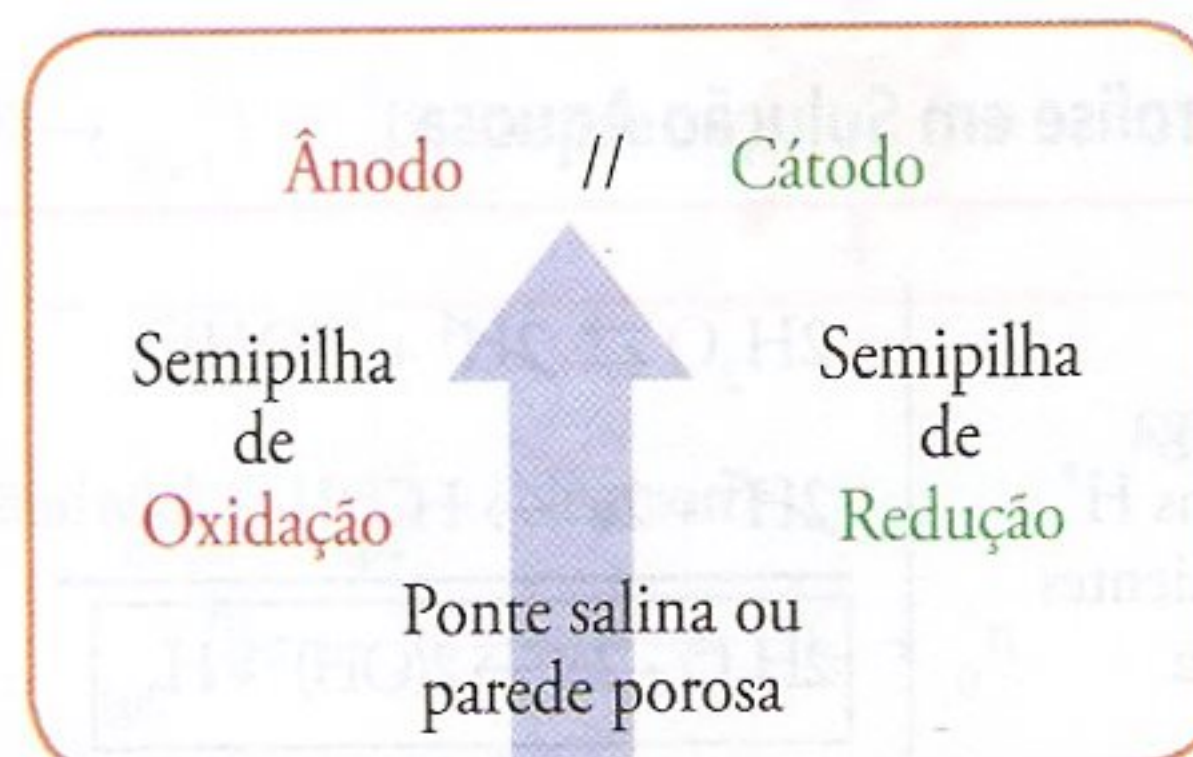 Ânodo // Cátodo
Semipilha
de
Oxidação
Semipilha
de
Redução
Ponte salina ou
parede porosa